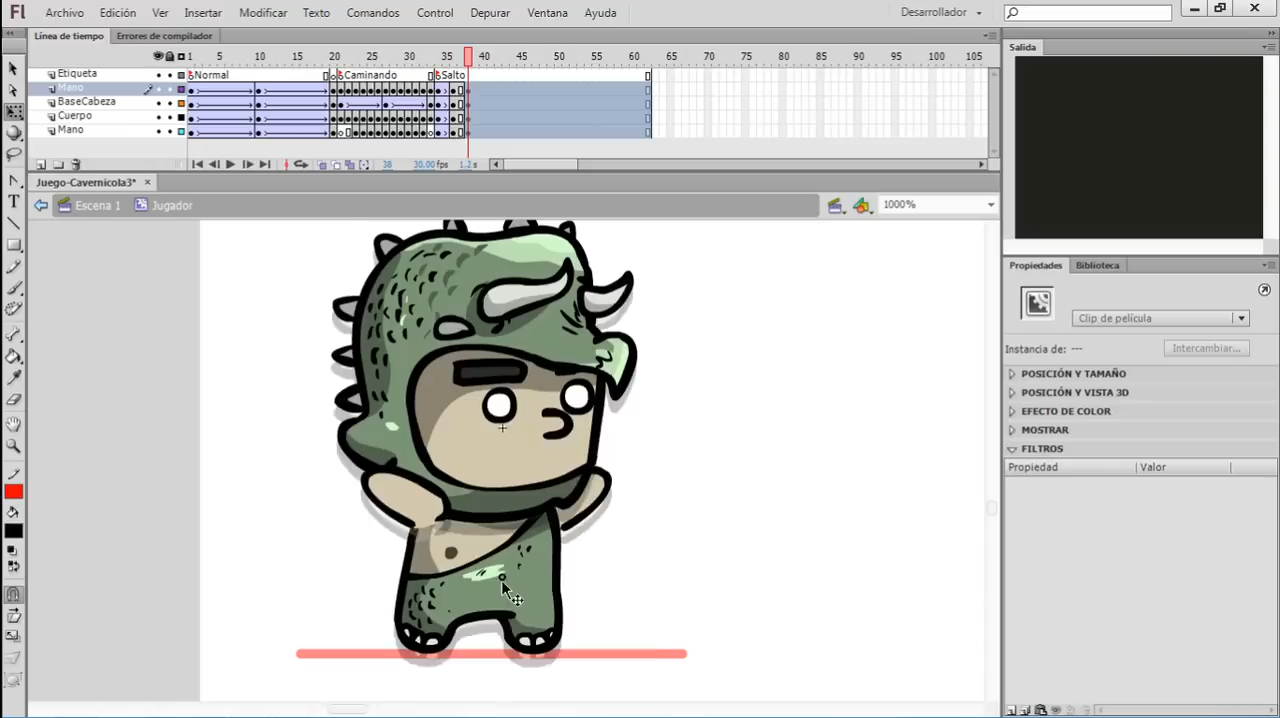 FL Archivo Edición Ver Insertar Modificar Texto Comandos Control Depurar Ventana Ayuda Desarrollador
Línea de tiempo Errores de compilador Salida
1 5 10 15 20 25 30 35 40 45 50 55 60 65 70 75 80 85 90 95 100 105
Etiqueta Normal Caminando Salto
Mano
BaseCabeza
Cuerpo
Mano
38 30,00 fps 1,2 s
Juego-Cavernicola3*
Escena 1 Jugador 1000%
Propiedades Biblioteca
Clip de película
Instancia de: --- Intercambiar...
POSICIÓN Y TAMAÑO
POSICIÓN Y VISTA 3D
EFECTO DE COLOR
MOSTRAR
FILTROS
Propiedad Valor